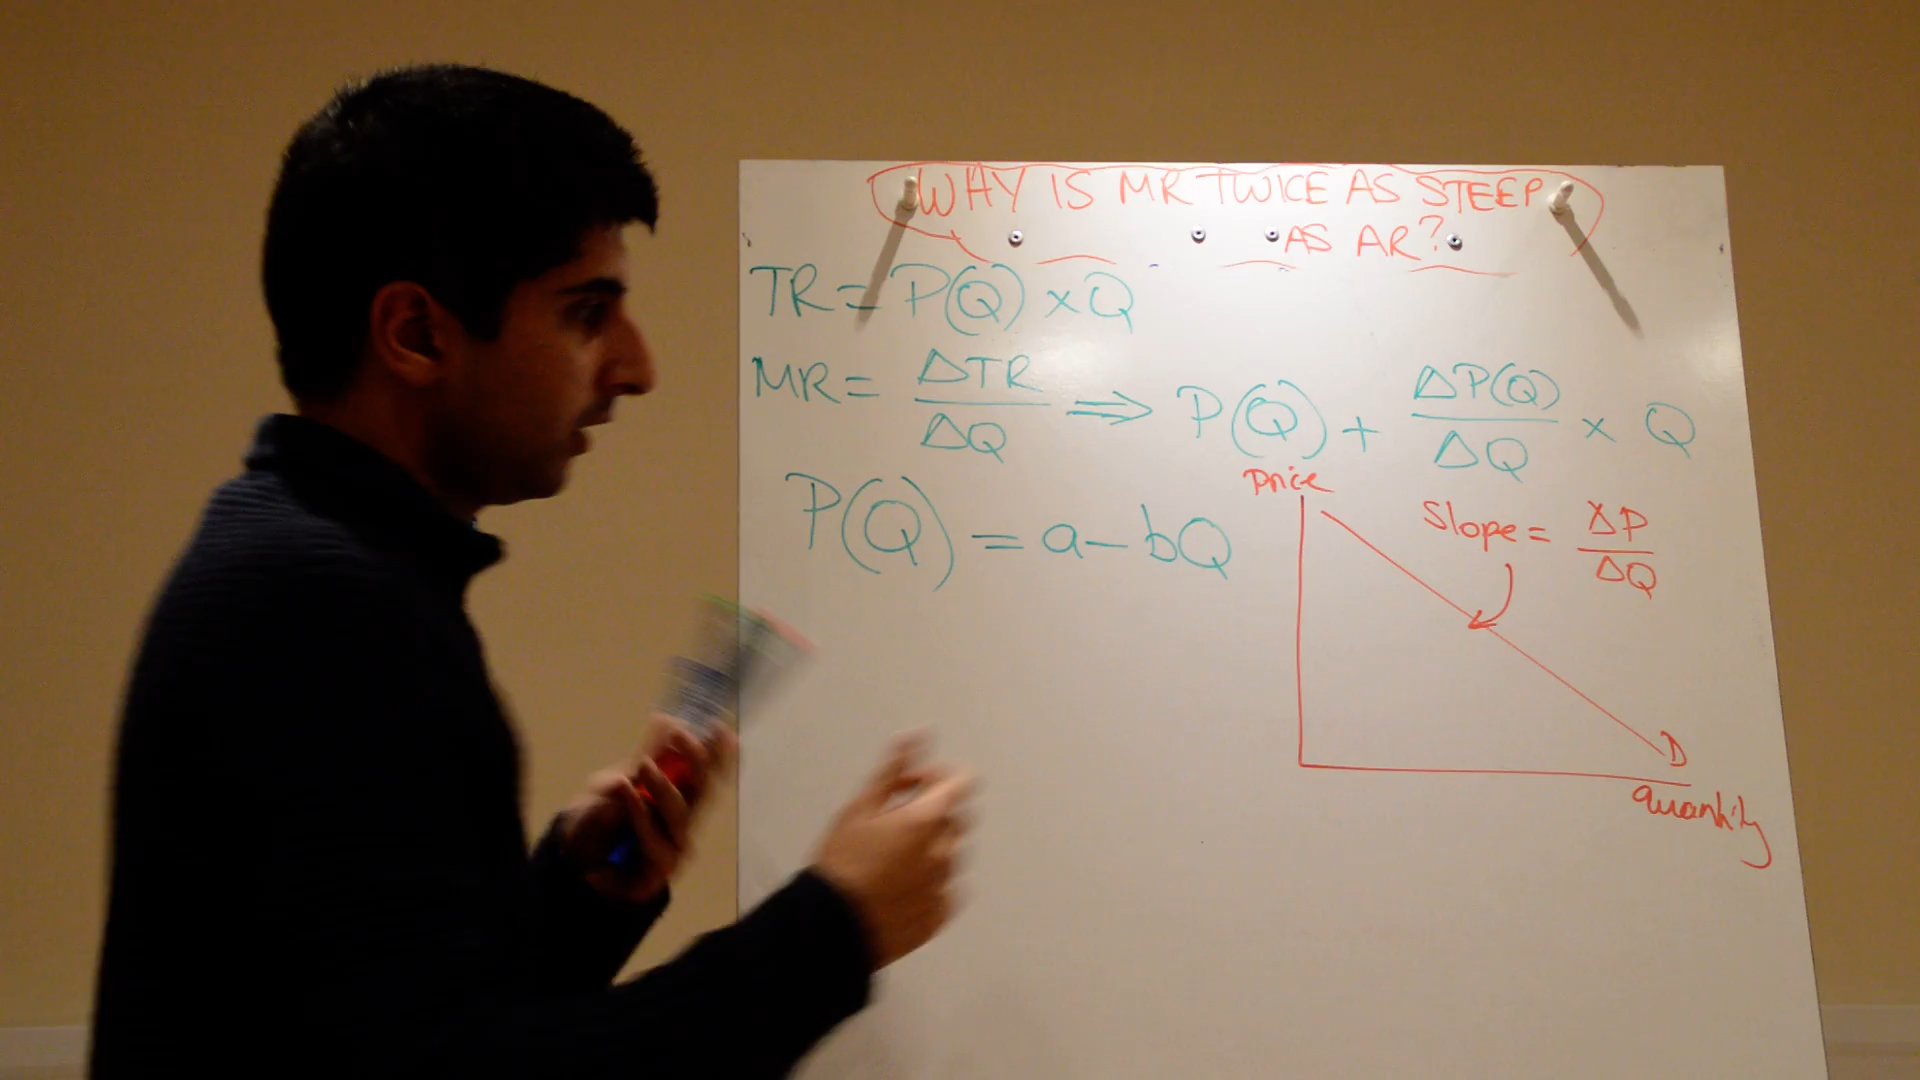 WHY IS MR TWICE AS STEEP
AS AR?
TR = P(Q) × Q
MR = ΔTR/ΔQ ⇒ P(Q) + ΔP(Q)/ΔQ × Q
P(Q) = a - bQ
Price
Slope = ΔP/ΔQ
D
Quantity